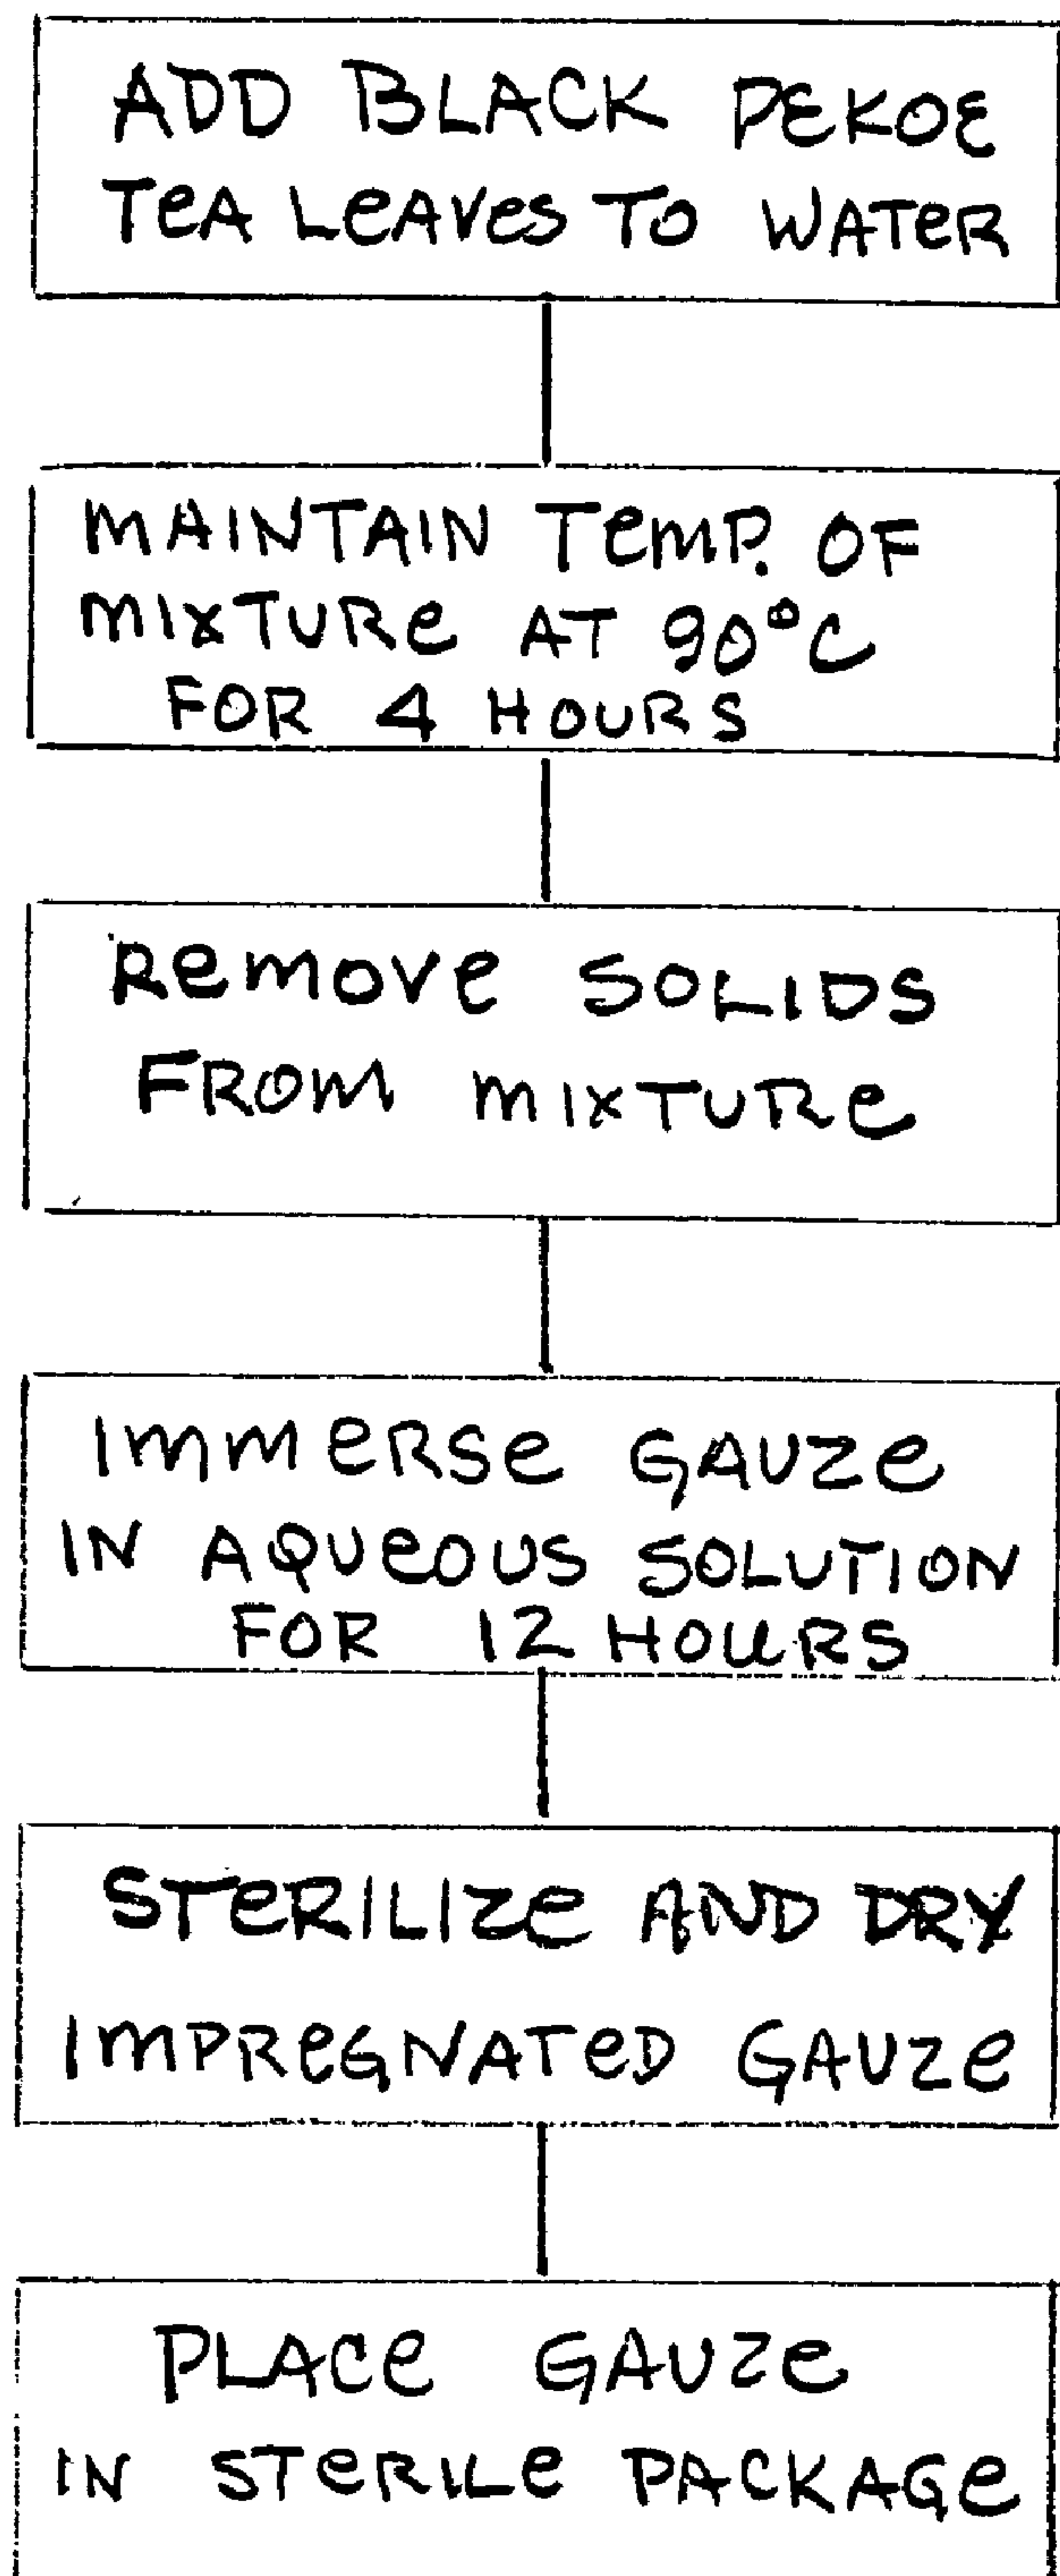 ADD BLACK PEKOE
TEA LEAVES TO WATER
MAINTAIN TEMP. OF
MIXTURE AT 90°C
FOR 4 HOURS
REMOVE SOLIDS
FROM MIXTURE
IMMERSE GAUZE
IN AQUEOUS SOLUTION
FOR 12 HOURS
STERILIZE AND DRY
IMPREGNATED GAUZE
PLACE GAUZE
IN STERILE PACKAGE